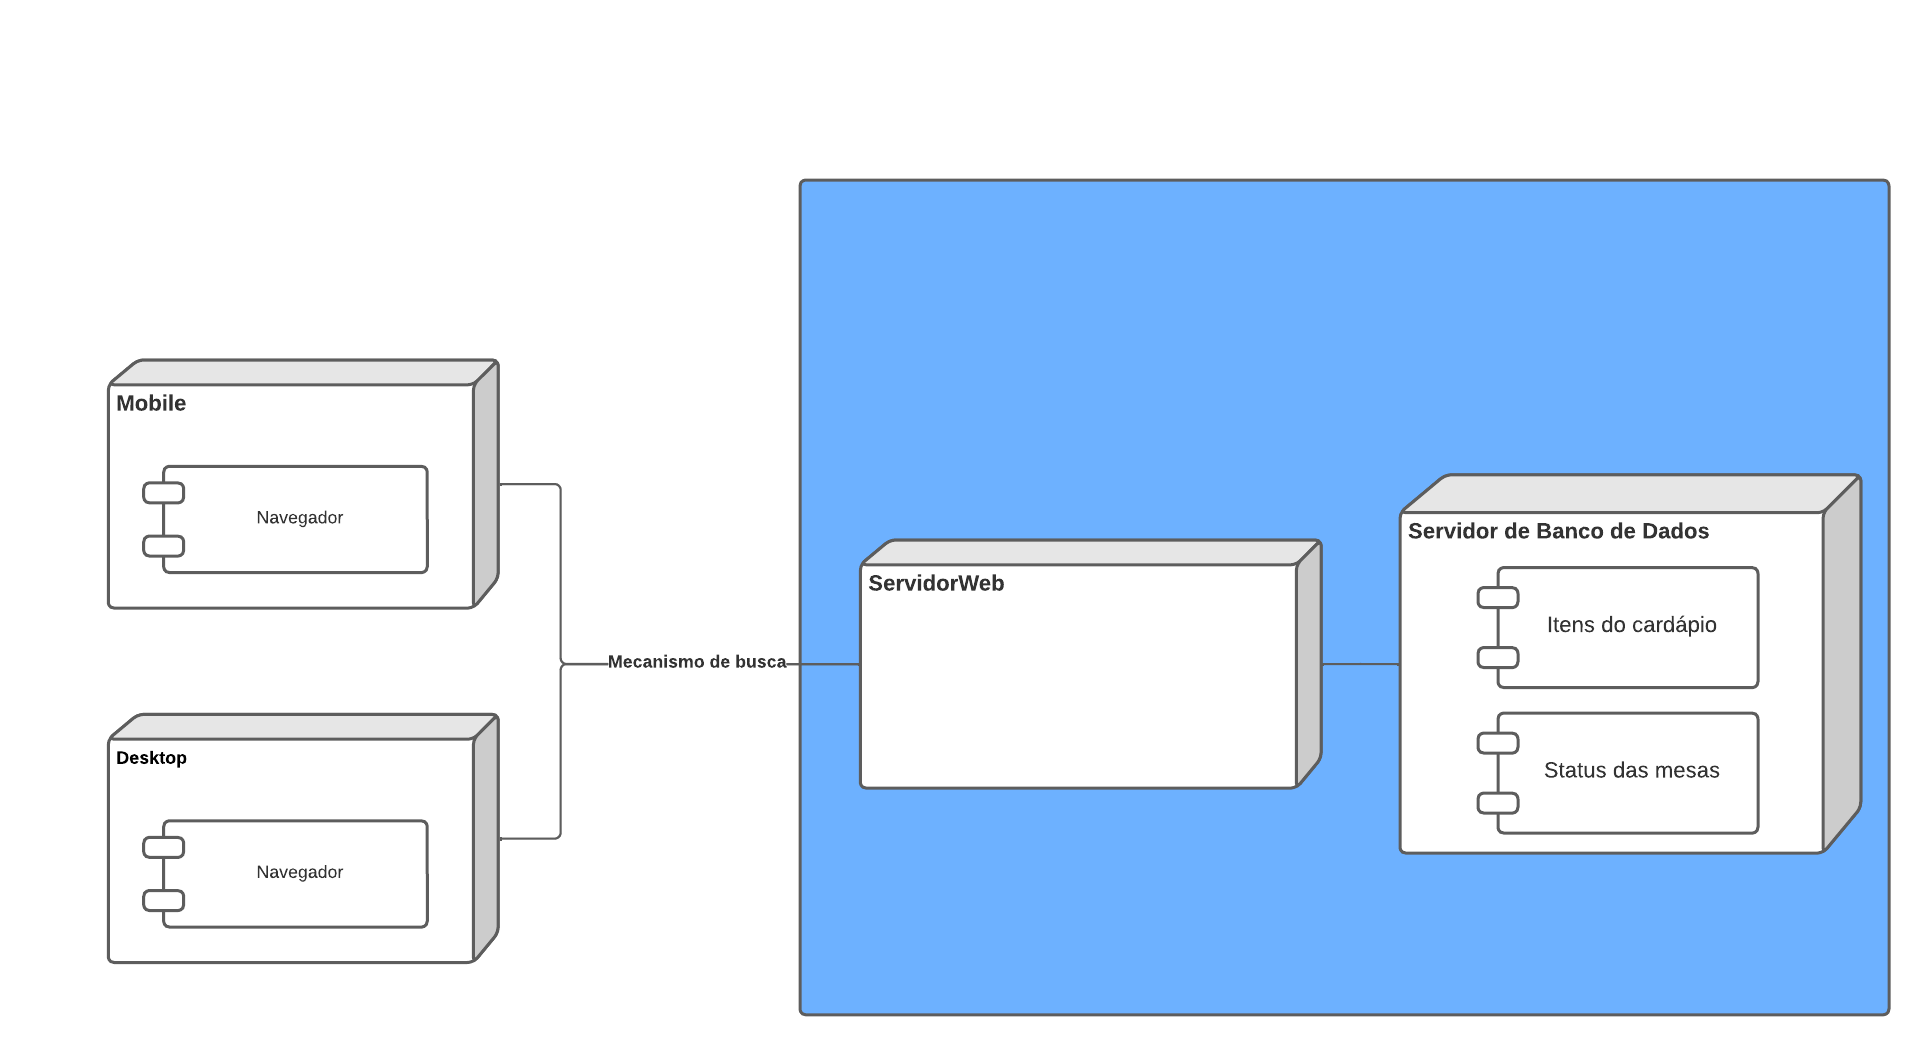 Mobile
Navegador
Desktop
Navegador
Mecanismo de busca
ServidorWeb
Servidor de Banco de Dados
Itens do cardápio
Status das mesas